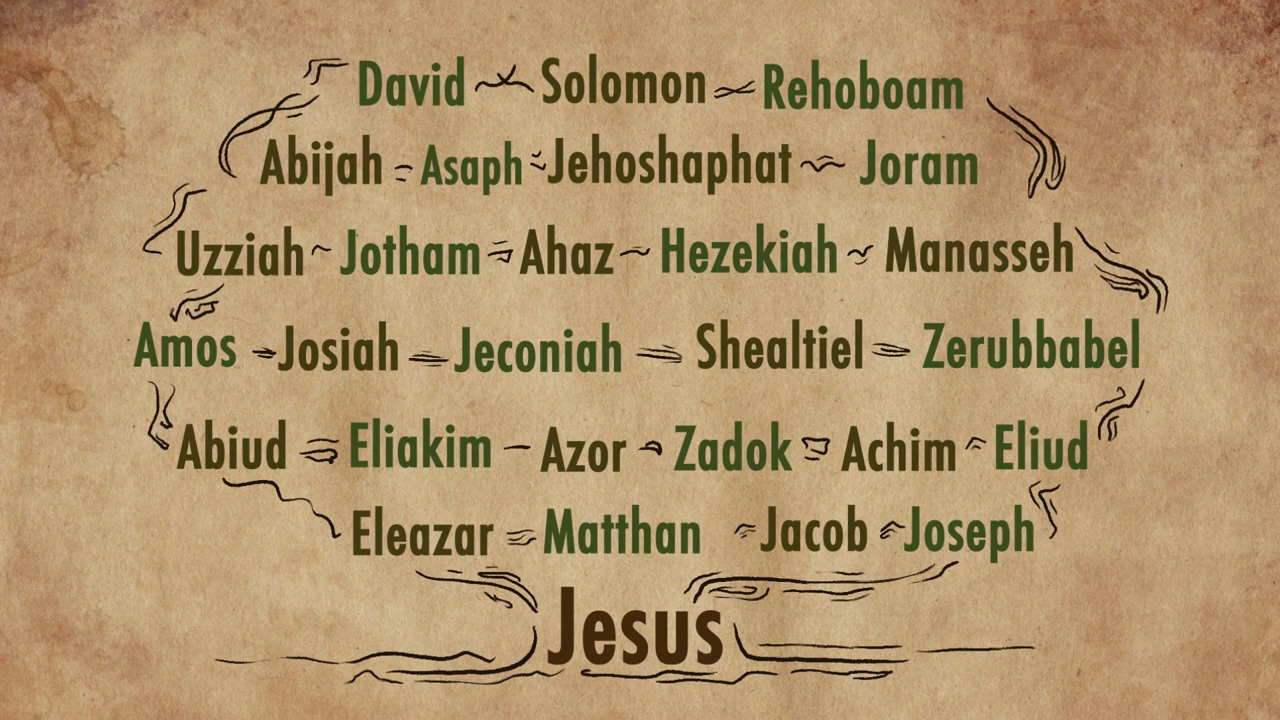 David Solomon Rehoboam
Abijah Asaph Jehoshaphat Joram
Uzziah Jotham Ahaz Hezekiah Manasseh
Amos Josiah Jeconiah Shealtiel Zerubbabel
Abiud Eliakim Azor Zadok Achim Eliud
Eleazar Matthan Jacob Joseph
Jesus